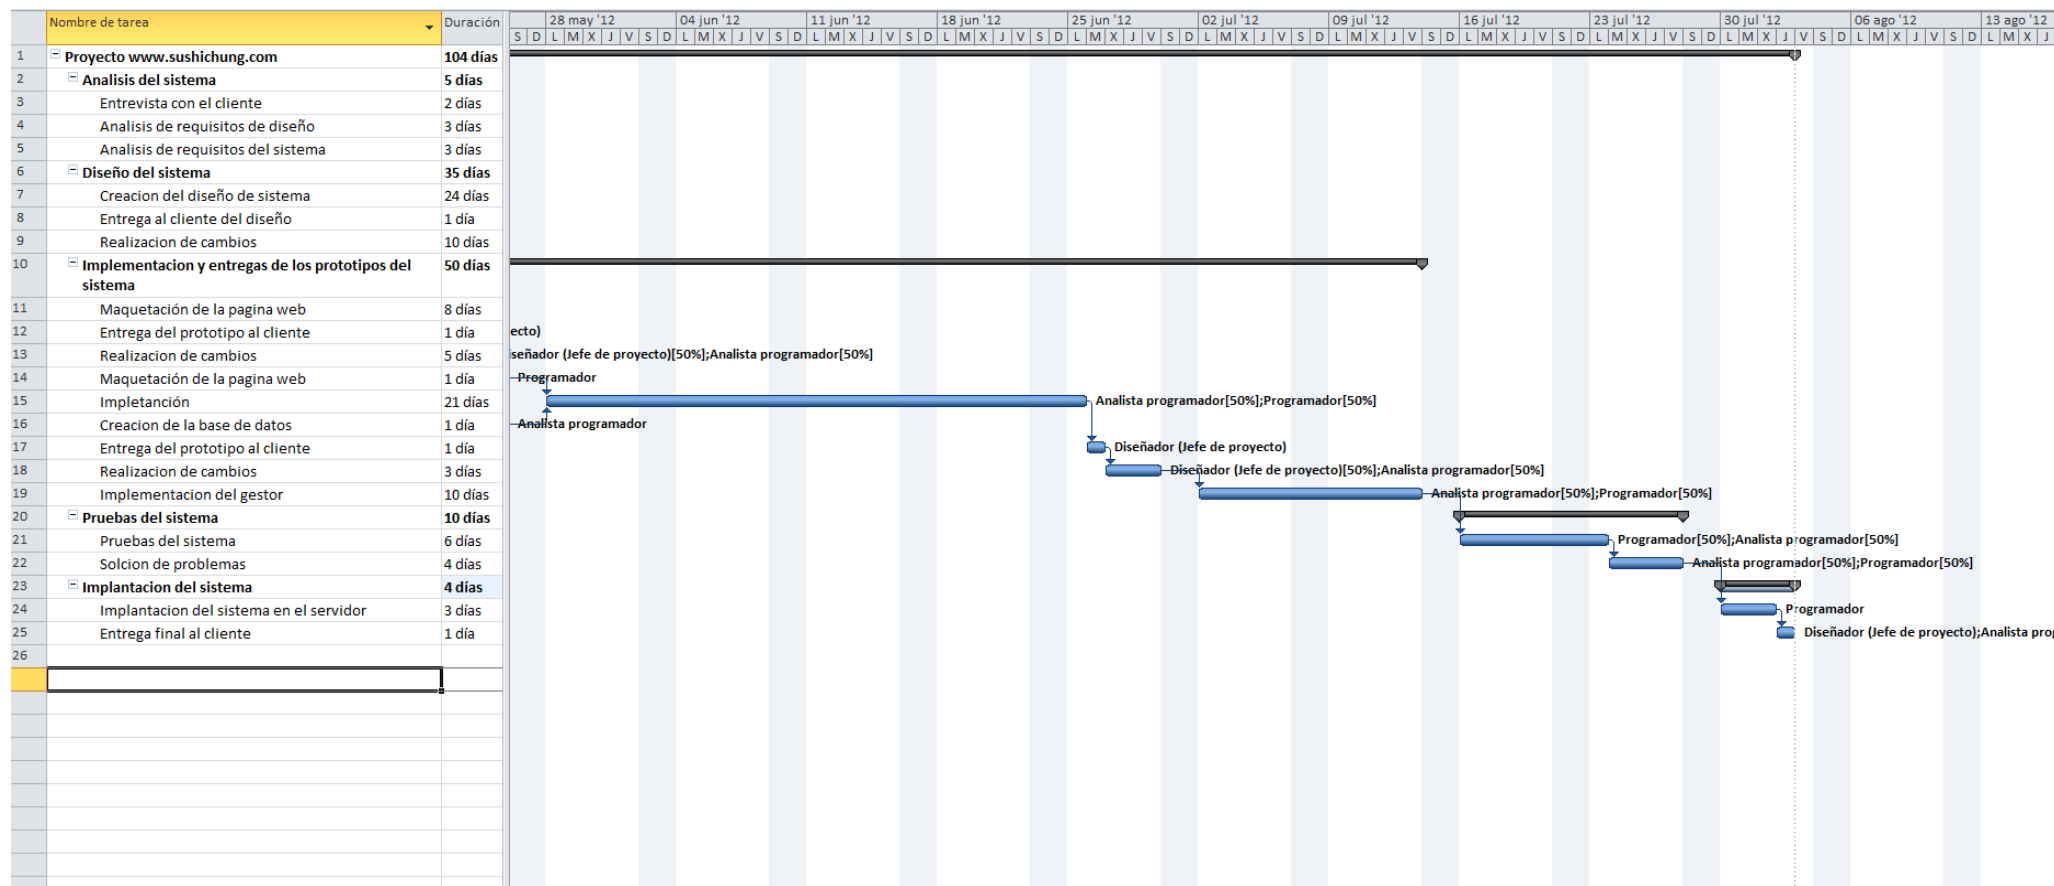 Nombre de tarea Duración
28 may '12 04 jun '12 11 jun '12 18 jun '12 25 jun '12 02 jul '12 09 jul '12 16 jul '12 23 jul '12 30 jul '12 06 ago '12 13 ago '12
S D L M X J V S D L M X J V S D L M X J V S D L M X J V S D L M X J V S D L M X J V S D L M X J V S D L M X J V S D L M X J V S D L M X J V S D L M X J V S D L M X J
1 Proyecto www.sushichung.com 104 días
2 Analisis del sistema 5 días
3 Entrevista con el cliente 2 días
4 Analisis de requisitos de diseño 3 días
5 Analisis de requisitos del sistema 3 días
6 Diseño del sistema 35 días
7 Creacion del diseño de sistema 24 días
8 Entrega al cliente del diseño 1 día
9 Realizacion de cambios 10 días
10 Implementacion y entregas de los prototipos del 50 días
sistema
11 Maquetación de la pagina web 8 días
12 Entrega del prototipo al cliente 1 día ecto)
13 Realizacion de cambios 5 días iseñador (Jefe de proyecto)[50%];Analista programador[50%]
14 Maquetación de la pagina web 1 día Programador
15 Impletanción 21 días Analista programador[50%];Programador[50%]
16 Creacion de la base de datos 1 día Analista programador
17 Entrega del prototipo al cliente 1 día Diseñador (Jefe de proyecto)
18 Realizacion de cambios 3 días Diseñador (Jefe de proyecto)[50%];Analista programador[50%]
19 Implementacion del gestor 10 días Analista programador[50%];Programador[50%]
20 Pruebas del sistema 10 días
21 Pruebas del sistema 6 días Programador[50%];Analista programador[50%]
22 Solcion de problemas 4 días Analista programador[50%];Programador[50%]
23 Implantacion del sistema 4 días
24 Implantacion del sistema en el servidor 3 días Programador
25 Entrega final al cliente 1 día Diseñador (Jefe de proyecto);Analista prog
26